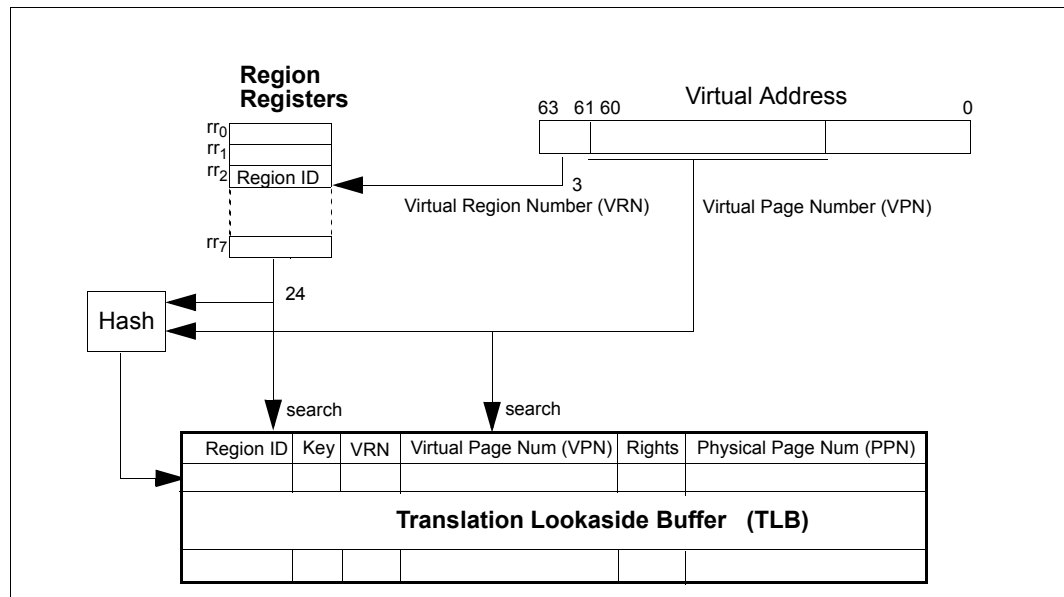 Region
Registers
Virtual Address
63 61 60 0
rr0
rr1
rr2 Region ID
3
Virtual Region Number (VRN) Virtual Page Number (VPN)
rr7
24
Hash
search search
Region ID Key VRN Virtual Page Num (VPN) Rights Physical Page Num (PPN)
Translation Lookaside Buffer (TLB)